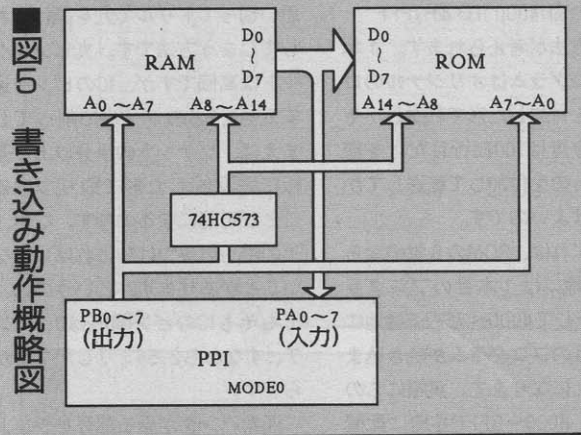 ■図5 書き込み動作概略図
RAM
D0
〜
D7
A0〜A7
A8〜A14
ROM
D0
〜
D7
A14〜A8
A7〜A0
74HC573
PB0〜7
(出力)
PA0〜7
(入力)
PPI
MODE0